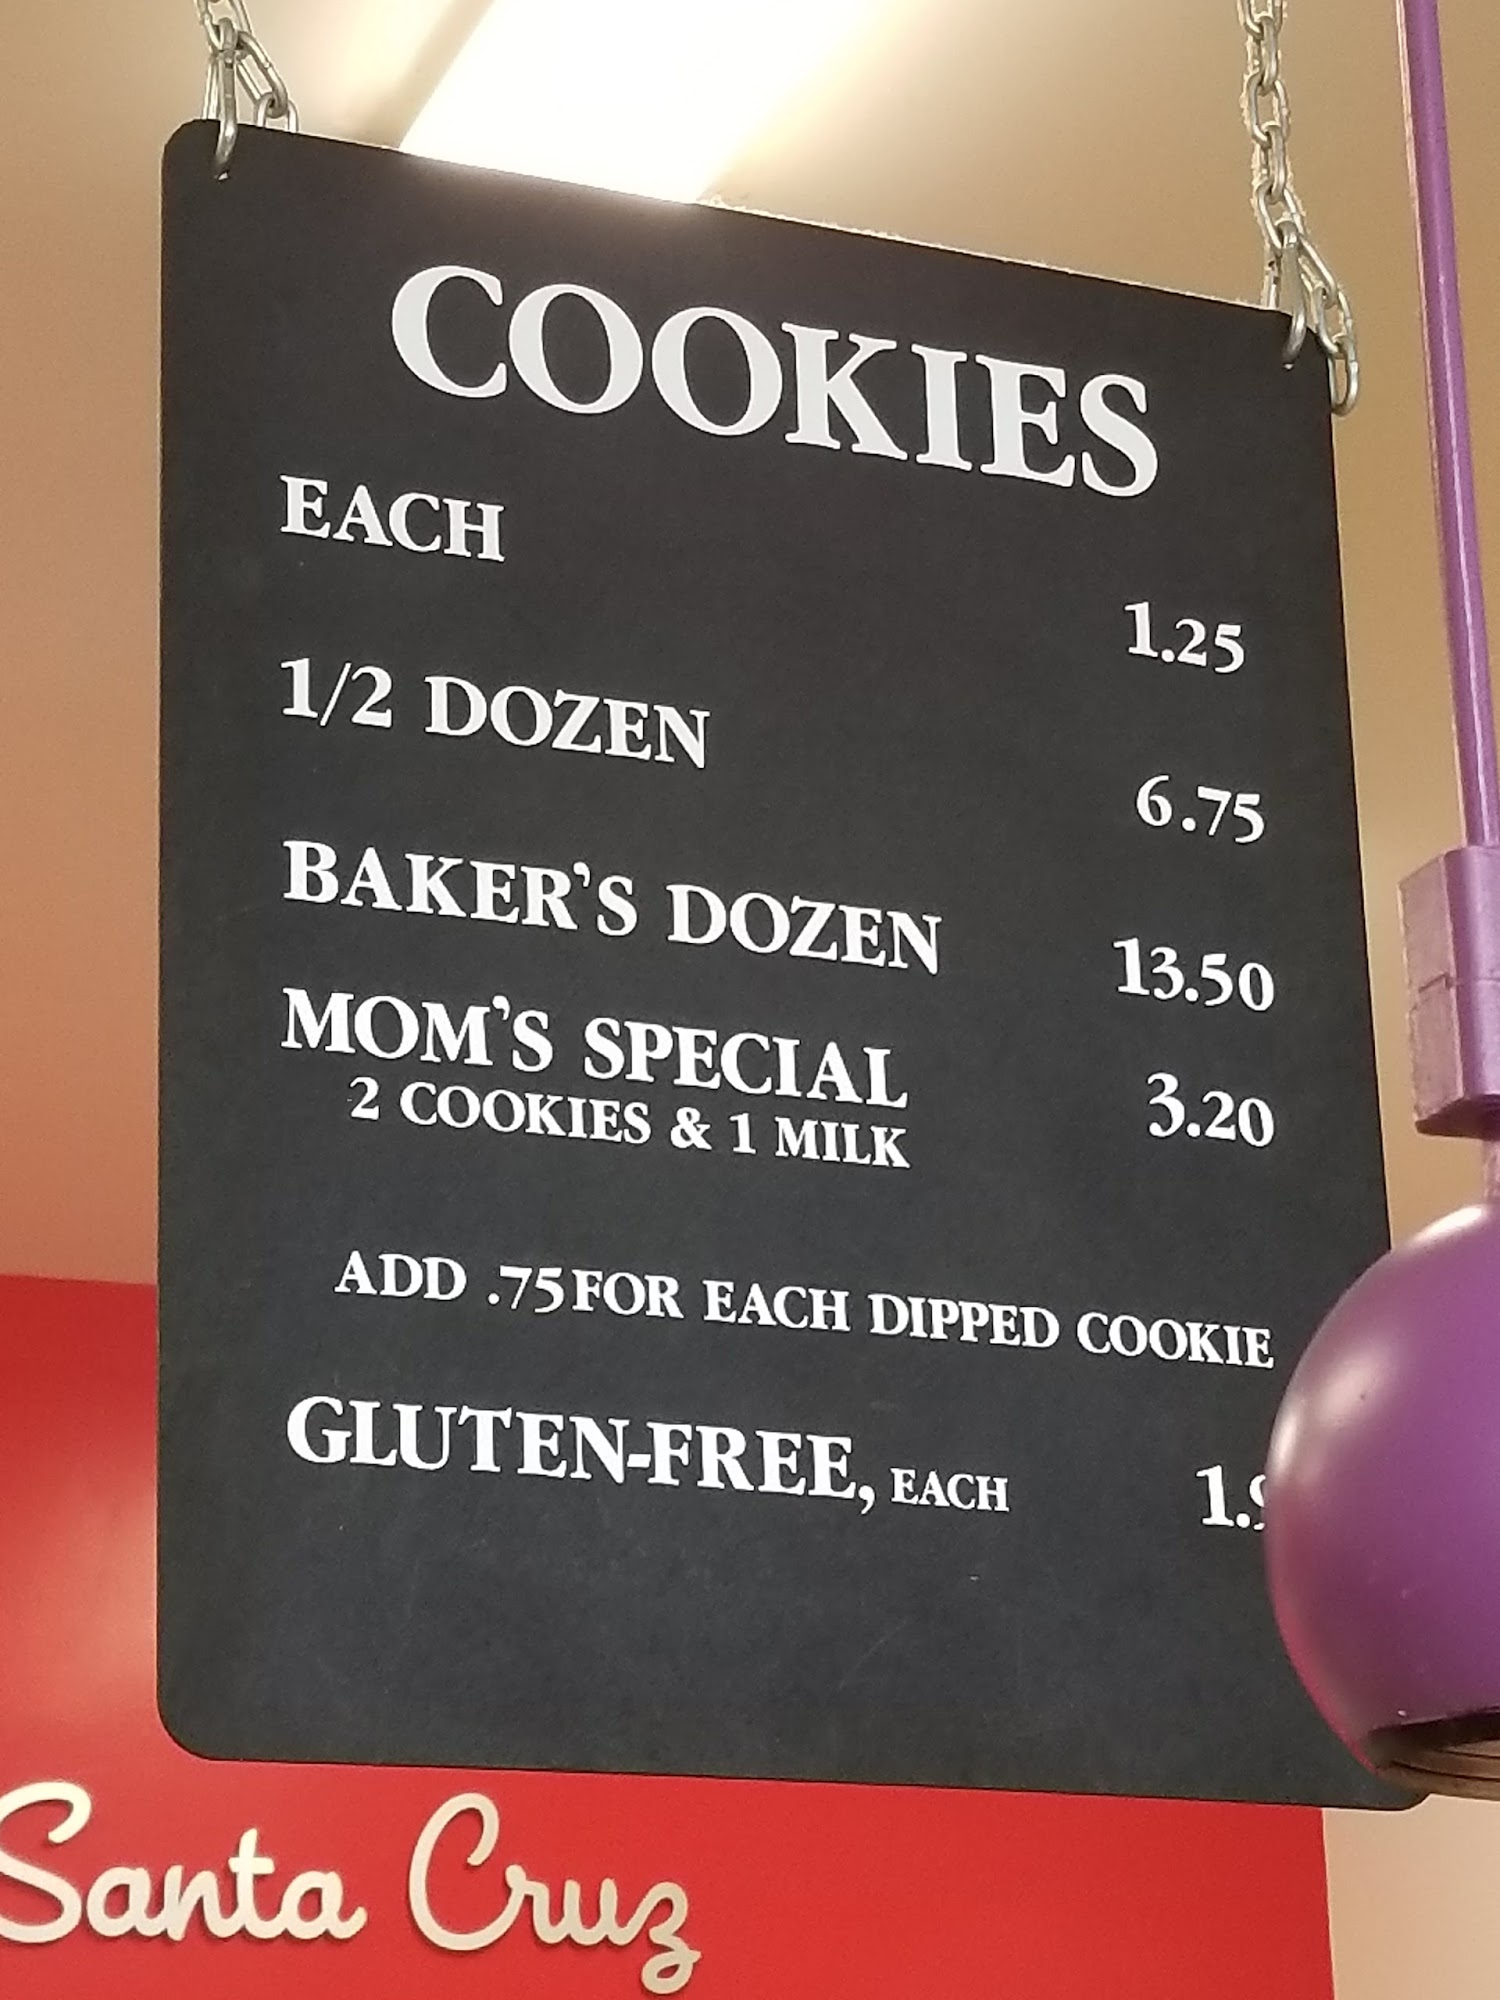 COOKIES
EACH 1.25
1/2 DOZEN 6.75
BAKER'S DOZEN 13.50
MOM'S SPECIAL 3.20
2 COOKIES & 1 MILK
ADD .75 FOR EACH DIPPED COOKIE
GLUTEN-FREE, EACH
Santa Cruz